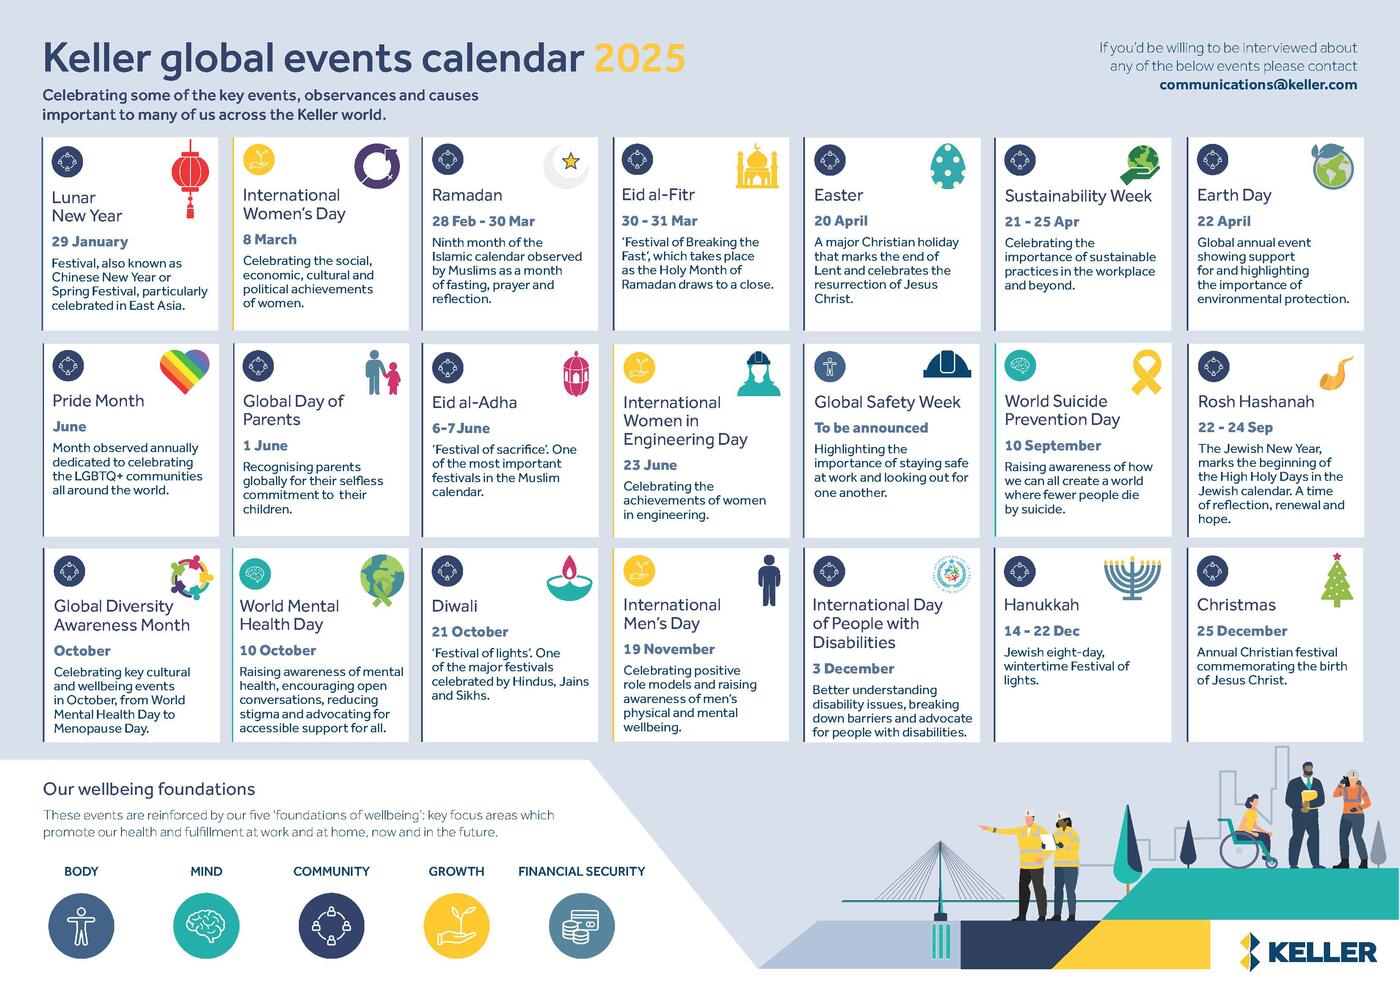 Keller global events calendar 2025
Celebrating some of the key events, observances and causes
important to many of us across the Keller world.
If you'd be willing to be interviewed about
any of the below events please contact
communications@keller.com
Lunar
New Year
29 January
Festival, also known as
Chinese New Year or
Spring Festival, particularly
celebrated in East Asia.
International
Women's Day
8 March
Celebrating the social,
economic, cultural and
political achievements
of women.
Ramadan
28 Feb - 30 Mar
Ninth month of the
Islamic calendar observed
by Muslims as a month
of fasting, prayer and
reflection.
Eid al-Fitr
30 - 31 Mar
'Festival of Breaking the
Fast', which takes place
as the Holy Month of
Ramadan draws to a close.
Easter
20 April
A major Christian holiday
that marks the end of
Lent and celebrates the
resurrection of Jesus
Christ.
Sustainability Week
21 - 25 Apr
Celebrating the
importance of sustainable
practices in the workplace
and beyond.
Earth Day
22 April
Global annual event
showing support
for and highlighting
the importance of
environmental protection.
Pride Month
June
Month observed annually
dedicated to celebrating
the LGBTQ+ communities
all around the world.
Global Day of
Parents
1 June
Recognising parents
globally for their selfless
commitment to their
children.
Eid al-Adha
6-7 June
'Festival of sacrifice'. One
of the most important
festivals in the Muslim
calendar.
International
Women in
Engineering Day
23 June
Celebrating the
achievements of women
in engineering.
Global Safety Week
To be announced
Highlighting the
importance of staying safe
at work and looking out for
one another.
World Suicide
Prevention Day
10 September
Raising awareness of how
we can all create a world
where fewer people die
by suicide.
Rosh Hashanah
22 - 24 Sep
The Jewish New Year,
marks the beginning of
the High Holy Days in the
Jewish calendar. A time
of reflection, renewal and
hope.
Global Diversity
Awareness Month
October
Celebrating key cultural
and wellbeing events
in October, from World
Mental Health Day to
Menopause Day.
World Mental
Health Day
10 October
Raising awareness of mental
health, encouraging open
conversations, reducing
stigma and advocating for
accessible support for all.
Diwali
21 October
'Festival of lights'. One
of the major festivals
celebrated by Hindus, Jains
and Sikhs.
International
Men's Day
19 November
Celebrating positive
role models and raising
awareness of men's
physical and mental
wellbeing.
International Day
of People with
Disabilities
3 December
Better understanding
disability issues, breaking
down barriers and advocate
for people with disabilities.
Hanukkah
14 - 22 Dec
Jewish eight-day,
wintertime Festival of
lights.
Christmas
25 December
Annual Christian festival
commemorating the birth
of Jesus Christ.
Our wellbeing foundations
These events are reinforced by our five 'foundations of wellbeing': key focus areas which
promote our health and fulfillment at work and at home, now and in the future.
BODY
MIND
COMMUNITY
GROWTH
FINANCIAL SECURITY
KELLER